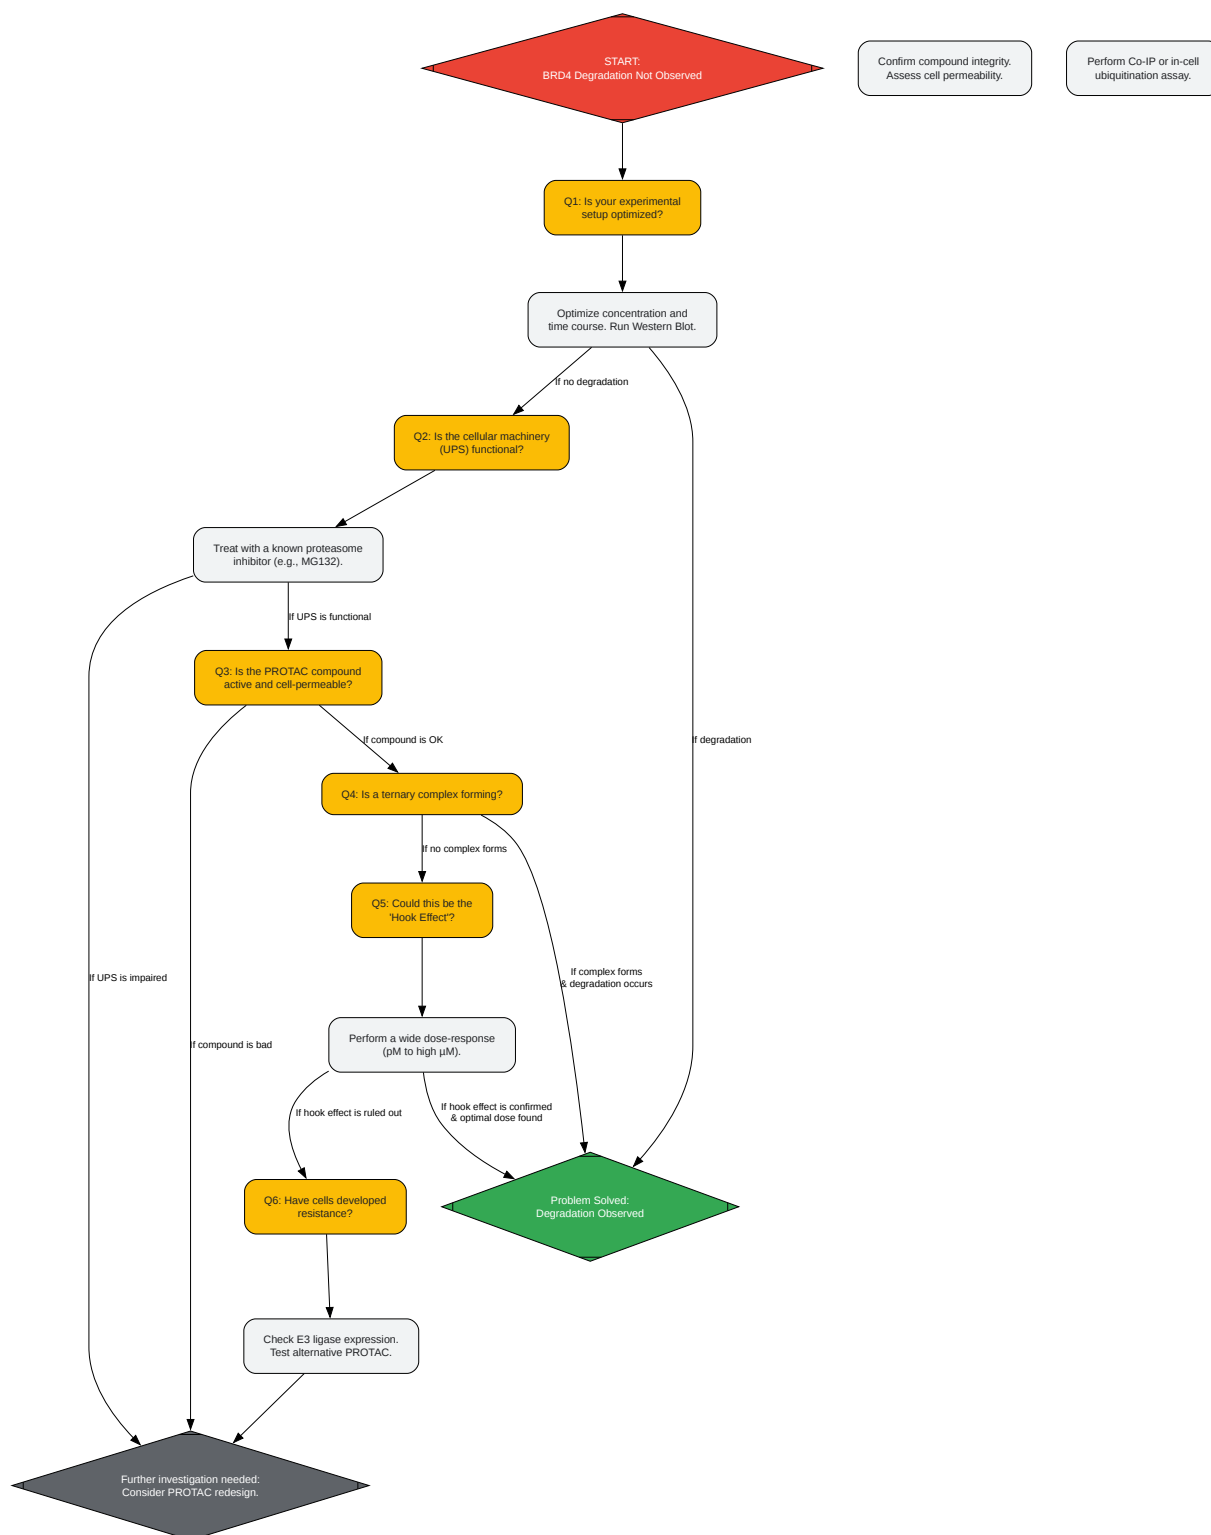 START:
BRD4 Degradation Not Observed
Confirm compound integrity.
Assess cell permeability.
Perform Co-IP or in-cell
ubiquitination assay.
Q1: Is your experimental
setup optimized?
Optimize concentration and
time course. Run Western Blot.
If no degradation
Q2: Is the cellular machinery
(UPS) functional?
Treat with a known proteasome
inhibitor (e.g., MG132).
If UPS is functional
Q3: Is the PROTAC compound
active and cell-permeable?
If compound is OK
If degradation
Q4: Is a ternary complex forming?
If no complex forms
Q5: Could this be the
'Hook Effect'?
If UPS is impaired
If complex forms
& degradation occurs
Perform a wide dose-response
(pM to high µM).
If compound is bad
If hook effect is ruled out
If hook effect is confirmed
& optimal dose found
Q6: Have cells developed
resistance?
Problem Solved:
Degradation Observed
Check E3 ligase expression.
Test alternative PROTAC.
Further investigation needed:
Consider PROTAC redesign.